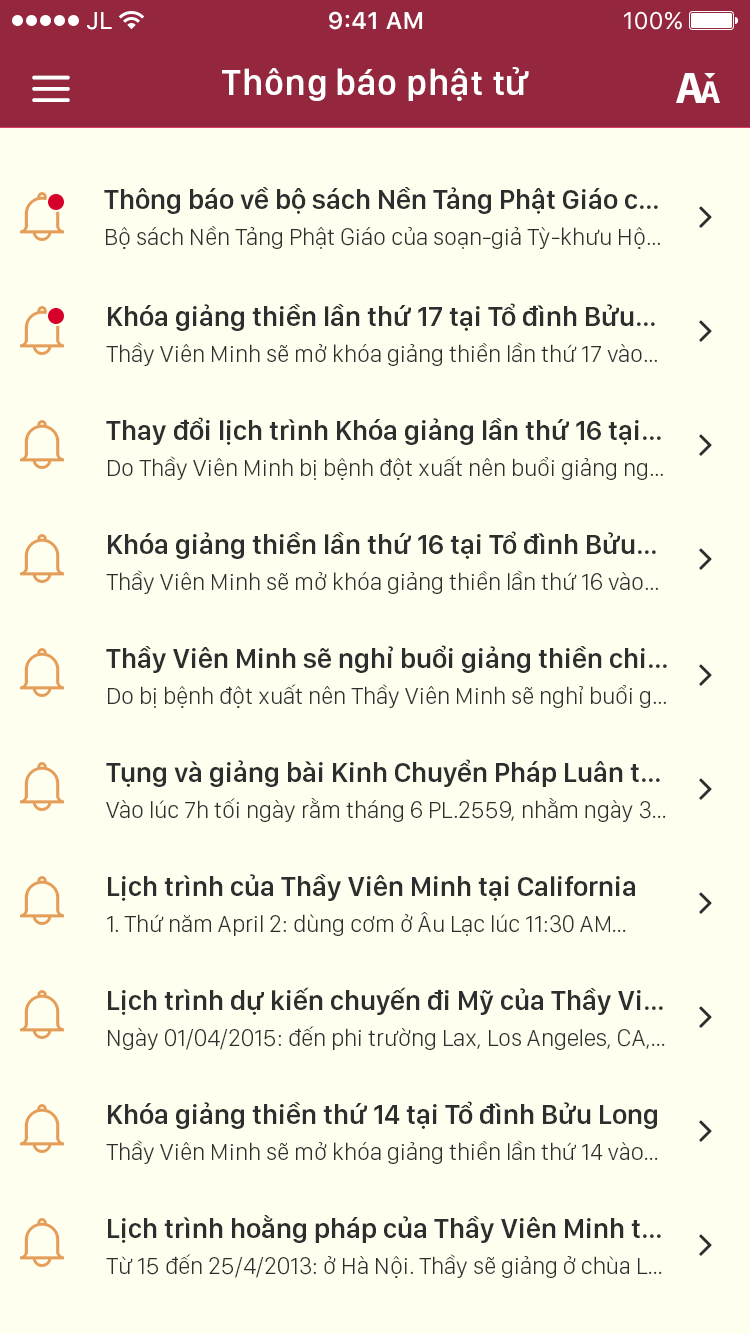 JL 9:41 AM 100%
Thông báo phật tử AA
Thông báo về bộ sách Nền Tảng Phật Giáo c...
Bộ sách Nền Tảng Phật Giáo của soạn-giả Tỳ-khưu Hộ...
Khóa giảng thiền lần thứ 17 tại Tổ đình Bửu...
Thầy Viên Minh sẽ mở khóa giảng thiền lần thứ 17 vào...
Thay đổi lịch trình Khóa giảng lần thứ 16 tại...
Do Thầy Viên Minh bị bệnh đột xuất nên buổi giảng ng...
Khóa giảng thiền lần thứ 16 tại Tổ đình Bửu...
Thầy Viên Minh sẽ mở khóa giảng thiền lần thứ 16 vào...
Thầy Viên Minh sẽ nghỉ buổi giảng thiền chi...
Do bị bệnh đột xuất nên Thầy Viên Minh sẽ nghỉ buổi g...
Tụng và giảng bài Kinh Chuyển Pháp Luân t...
Vào lúc 7h tối ngày rằm tháng 6 PL.2559, nhằm ngày 3...
Lịch trình của Thầy Viên Minh tại California
1. Thứ năm April 2: dùng cơm ở Âu Lạc lúc 11:30 AM...
Lịch trình dự kiến chuyến đi Mỹ của Thầy Vi...
Ngày 01/04/2015: đến phi trường Lax, Los Angeles, CA,...
Khóa giảng thiền thứ 14 tại Tổ đình Bửu Long
Thầy Viên Minh sẽ mở khóa giảng thiền lần thứ 14 vào...
Lịch trình hoằng pháp của Thầy Viên Minh t...
Từ 15 đến 25/4/2013: ở Hà Nội. Thầy sẽ giảng ở chùa L...